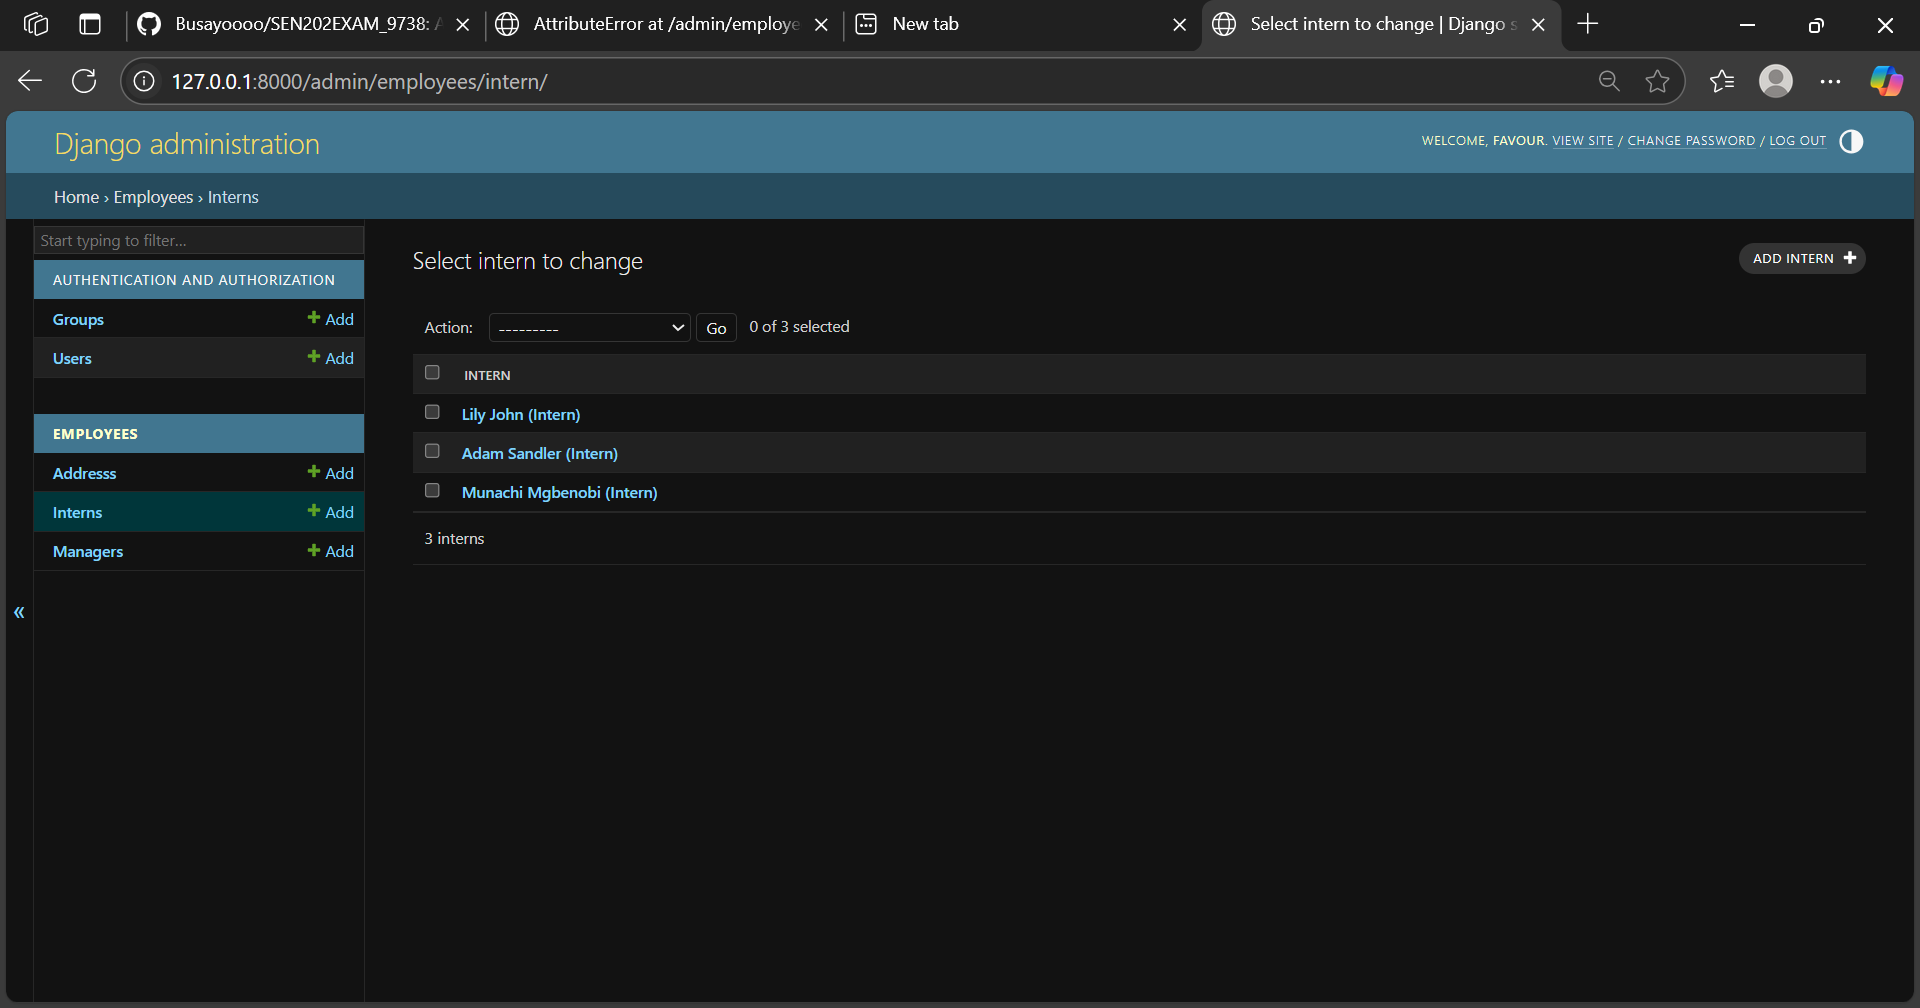 Busayoooo/SEN202EXAM_9738: A
AttributeError at /admin/employe
New tab
Select intern to change | Django s
127.0.0.1:8000/admin/employees/intern/
Django administration
WELCOME, FAVOUR. VIEW SITE / CHANGE PASSWORD / LOG OUT
Home › Employees › Interns
Start typing to filter...
AUTHENTICATION AND AUTHORIZATION
Groups + Add
Users + Add
EMPLOYEES
Addresss + Add
Interns + Add
Managers + Add
«
Select intern to change
ADD INTERN +
Action: --------- Go 0 of 3 selected
INTERN
Lily John (Intern)
Adam Sandler (Intern)
Munachi Mgbenobi (Intern)
3 interns